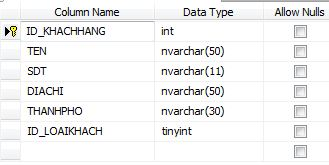 Column Name Data Type Allow Nulls
ID_KHACHHANG int
TEN nvarchar(50)
SDT nvarchar(11)
DIACHI nvarchar(50)
THANHPHO nvarchar(30)
ID_LOAIKHACH tinyint